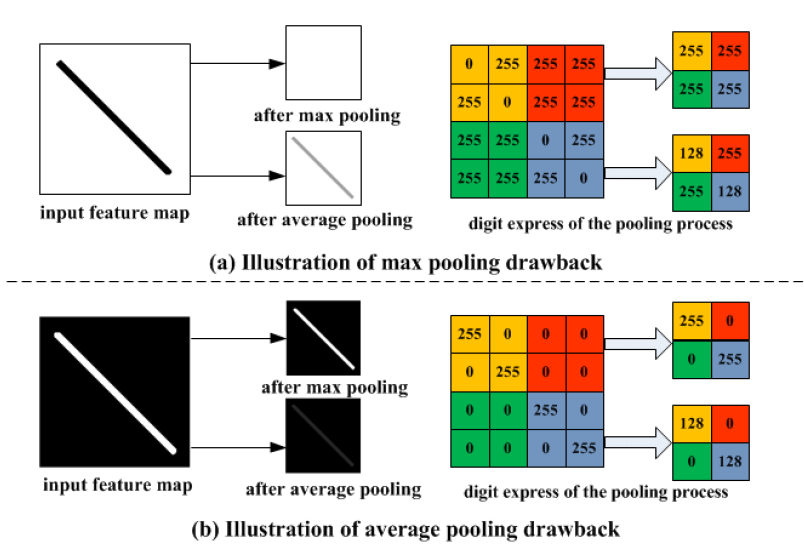 after max pooling
input feature map
after average pooling
0 255 255 255
255 0 255 255
255 255 0 255
255 255 255 0
255 255
255 255
128 255
255 128
digit express of the pooling process
(a) Illustration of max pooling drawback
after max pooling
input feature map
after average pooling
255 0 0 0
0 255 0 0
0 0 255 0
0 0 0 255
255 0
0 255
128 0
0 128
digit express of the pooling process
(b) Illustration of average pooling drawback